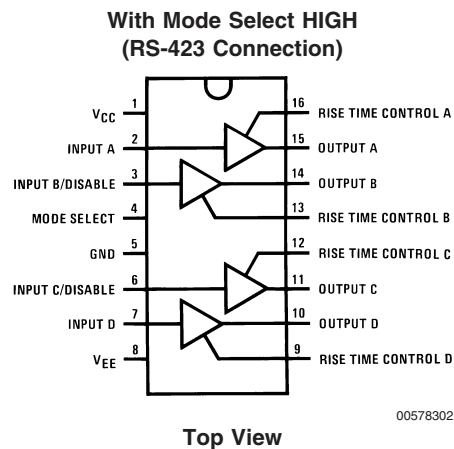 With Mode Select HIGH
(RS-423 Connection)
VCC 1
INPUT A 2
INPUT B/DISABLE 3
MODE SELECT 4
GND 5
INPUT C/DISABLE 6
INPUT D 7
VEE 8
16 RISE TIME CONTROL A
15 OUTPUT A
14 OUTPUT B
13 RISE TIME CONTROL B
12 RISE TIME CONTROL C
11 OUTPUT C
10 OUTPUT D
9 RISE TIME CONTROL D
00578302
Top View